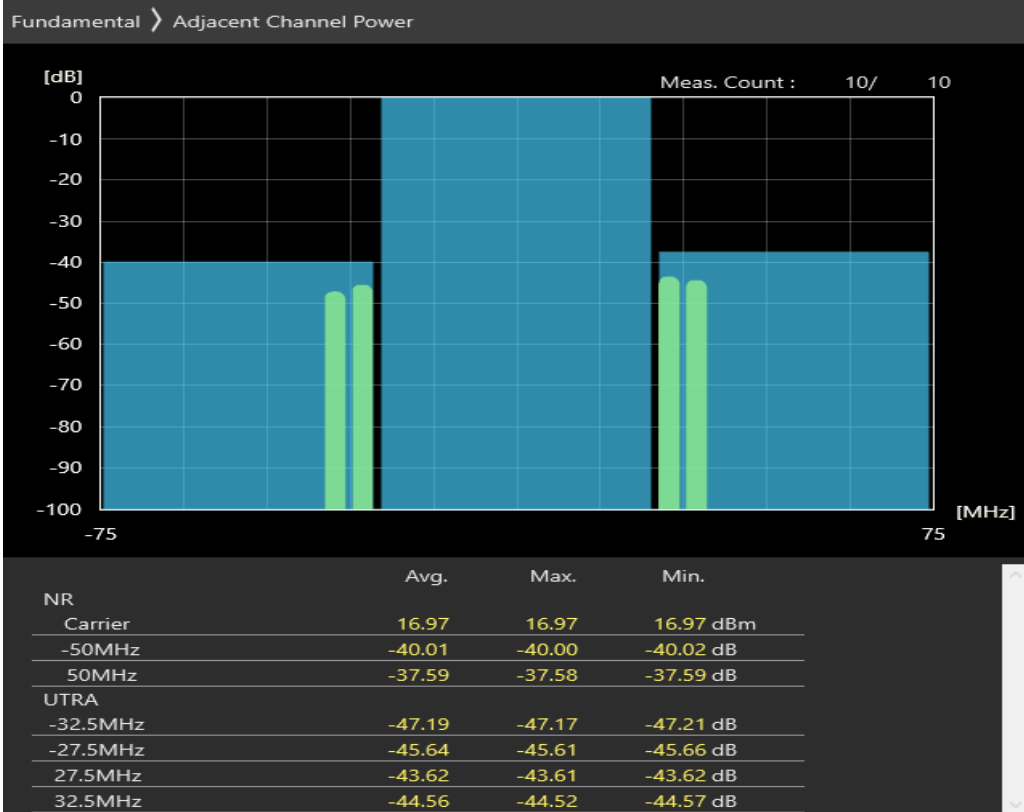 Fundamental ❯ Adjacent Channel Power
[dB]
Meas. Count : 10/ 10
0
-10
-20
-30
-40
-50
-60
-70
-80
-90
-100
[MHz]
-75 75
Avg. Max. Min.
NR
Carrier 16.97 16.97 16.97 dBm
-50MHz -40.01 -40.00 -40.02 dB
50MHz -37.59 -37.58 -37.59 dB
UTRA
-32.5MHz -47.19 -47.17 -47.21 dB
-27.5MHz -45.64 -45.61 -45.66 dB
27.5MHz -43.62 -43.61 -43.62 dB
32.5MHz -44.56 -44.52 -44.57 dB